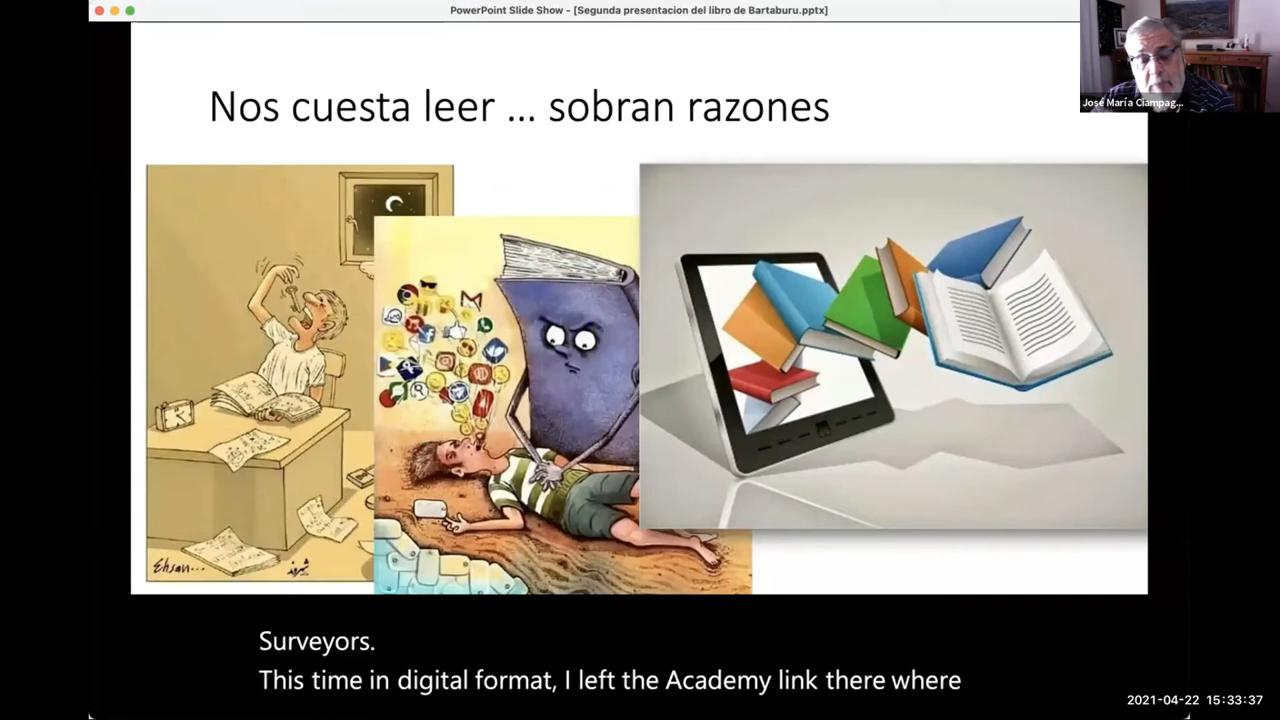 PowerPoint Slide Show - [Segunda presentacion del libro de Bartaburu.pptx]
José María Ciampag...
Nos cuesta leer ... sobran razones
Ehsan...
Surveyors.
This time in digital format, I left the Academy link there where
2021-04-22 15:33:37